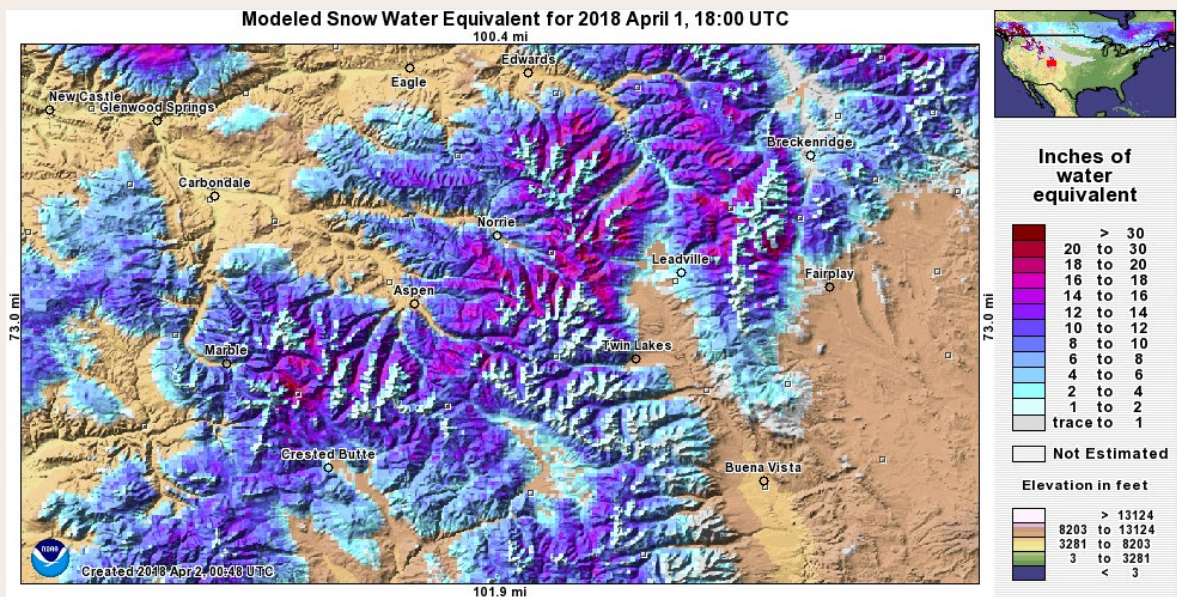 Modeled Snow Water Equivalent for 2018 April 1, 18:00 UTC
100.4 mi
Edwards
Eagle
New Castle
Glenwood Springs
Breckenridge
Carbondale
Norrie
Leadville
Fairplay
Aspen
73.0 mi
73.0 mi
Twin Lakes
Marble
Crested Butte
Buena Vista
NOAA
Created 2018 Apr 2, 00:48 UTC
101.9 mi
Inches of
water
equivalent
> 30
20 to 30
18 to 20
16 to 18
14 to 16
12 to 14
10 to 12
8 to 10
6 to 8
4 to 6
2 to 4
1 to 2
trace to 1
Not Estimated
Elevation in feet
> 13124
8203 to 13124
3281 to 8203
3 to 3281
< 3